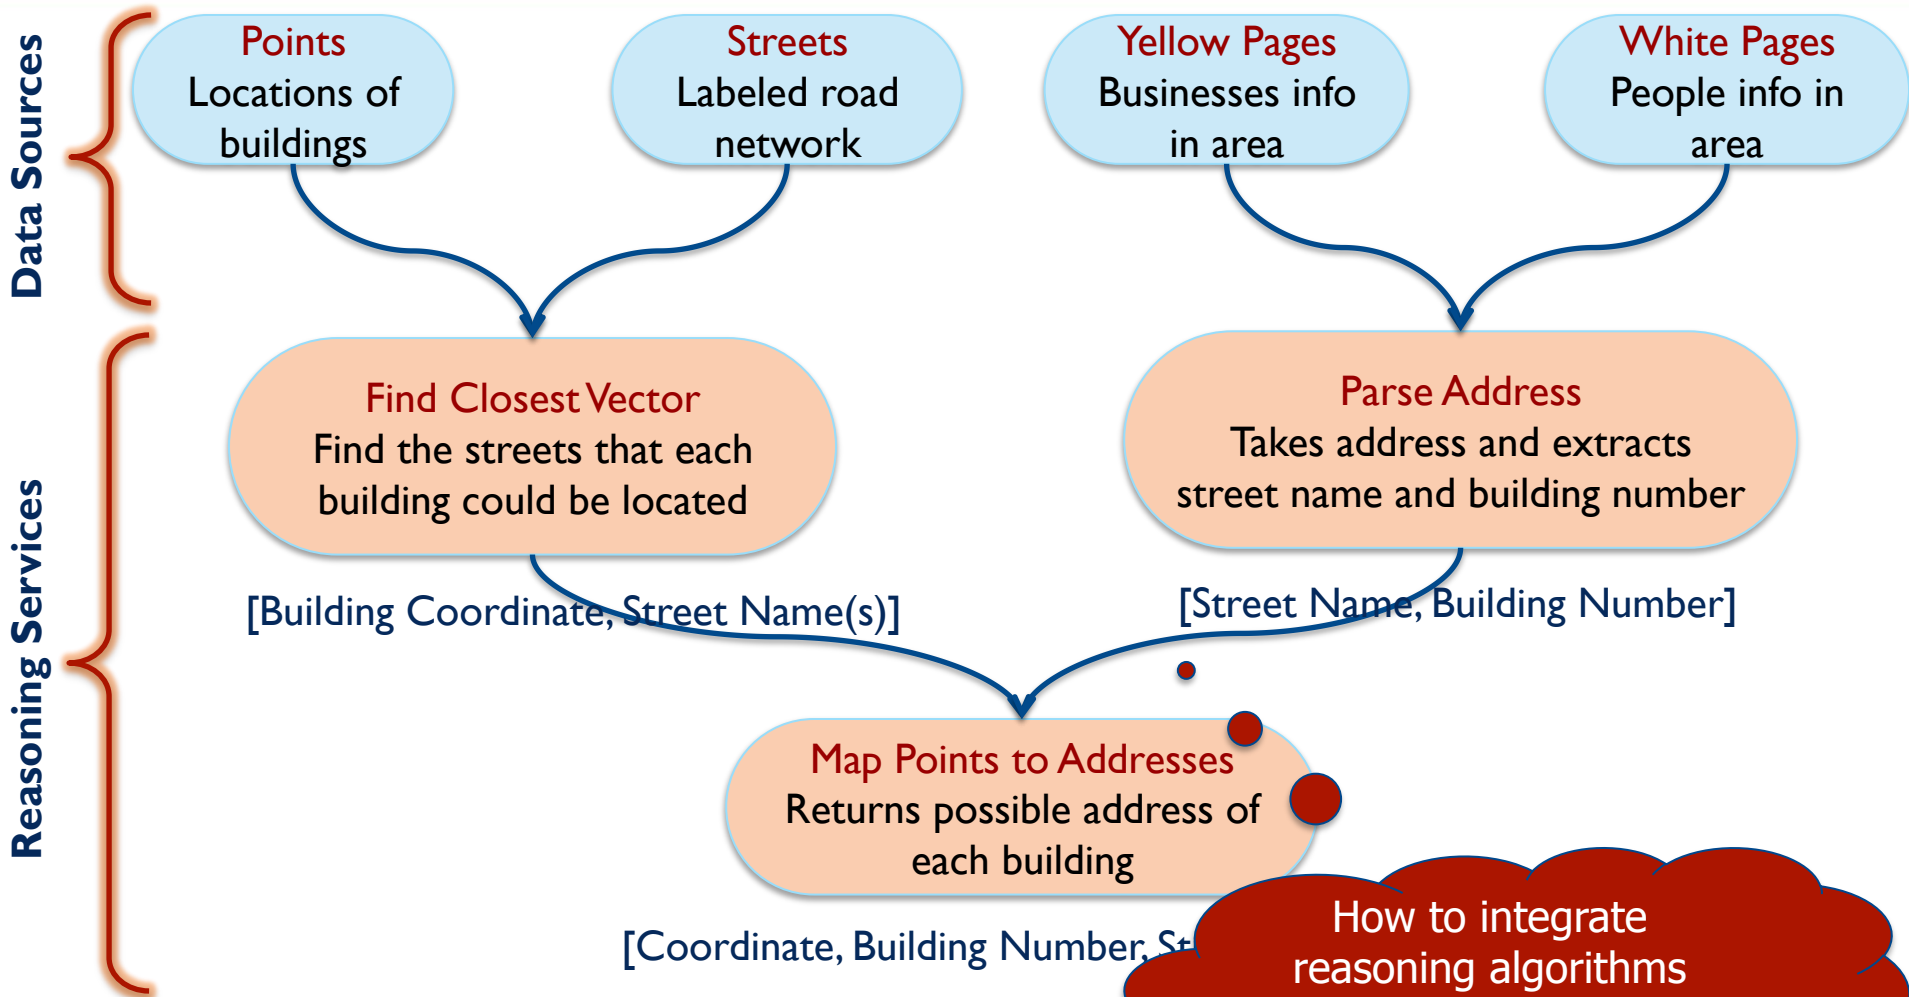 Data Sources
Points
Locations of
buildings
Streets
Labeled road
network
Yellow Pages
Businesses info
in area
White Pages
People info in
area
Reasoning Services
Find Closest Vector
Find the streets that each
building could be located
Parse Address
Takes address and extracts
street name and building number
[Building Coordinate, Street Name(s)]
[Street Name, Building Number]
Map Points to Addresses
Returns possible address of
each building
[Coordinate, Building Number,
How to integrate
reasoning algorithms